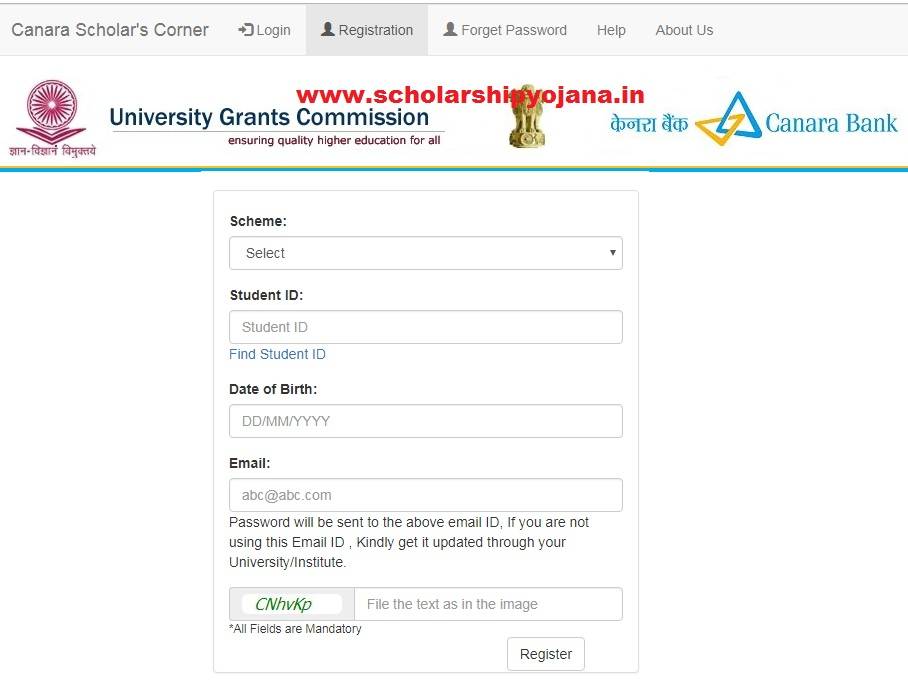 Canara Scholar's Corner Login Registration Forget Password Help About Us
www.scholarshipyojana.in
University Grants Commission
ensuring quality higher education for all
ज्ञान-विज्ञानं विमुक्तये
केनरा बैंक Canara Bank
Scheme:
Select
Student ID:
Student ID
Find Student ID
Date of Birth:
DD/MM/YYYY
Email:
abc@abc.com
Password will be sent to the above email ID, If you are not
using this Email ID , Kindly get it updated through your
University/Institute.
CNhvKp File the text as in the image
*All Fields are Mandatory
Register